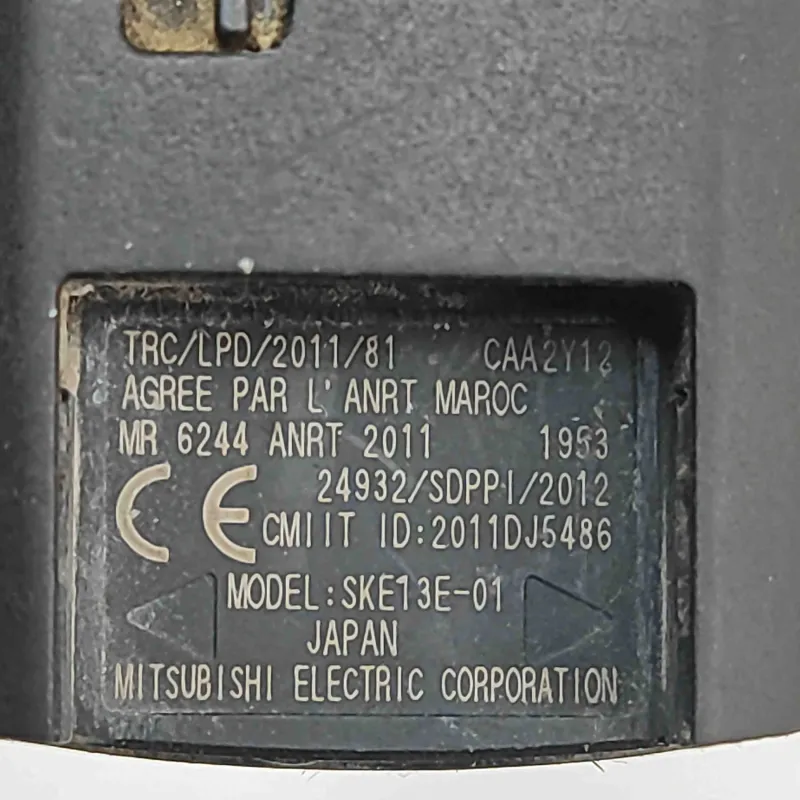 TRC/LPD/2011/81 CAA2Y12
AGREE PAR L'ANRT MAROC
MR 6244 ANRT 2011 1953
24932/SDPPI/2012
CE CMIIT ID:2011DJ5486
MODEL:SKE13E-01
JAPAN
MITSUBISHI ELECTRIC CORPORATION